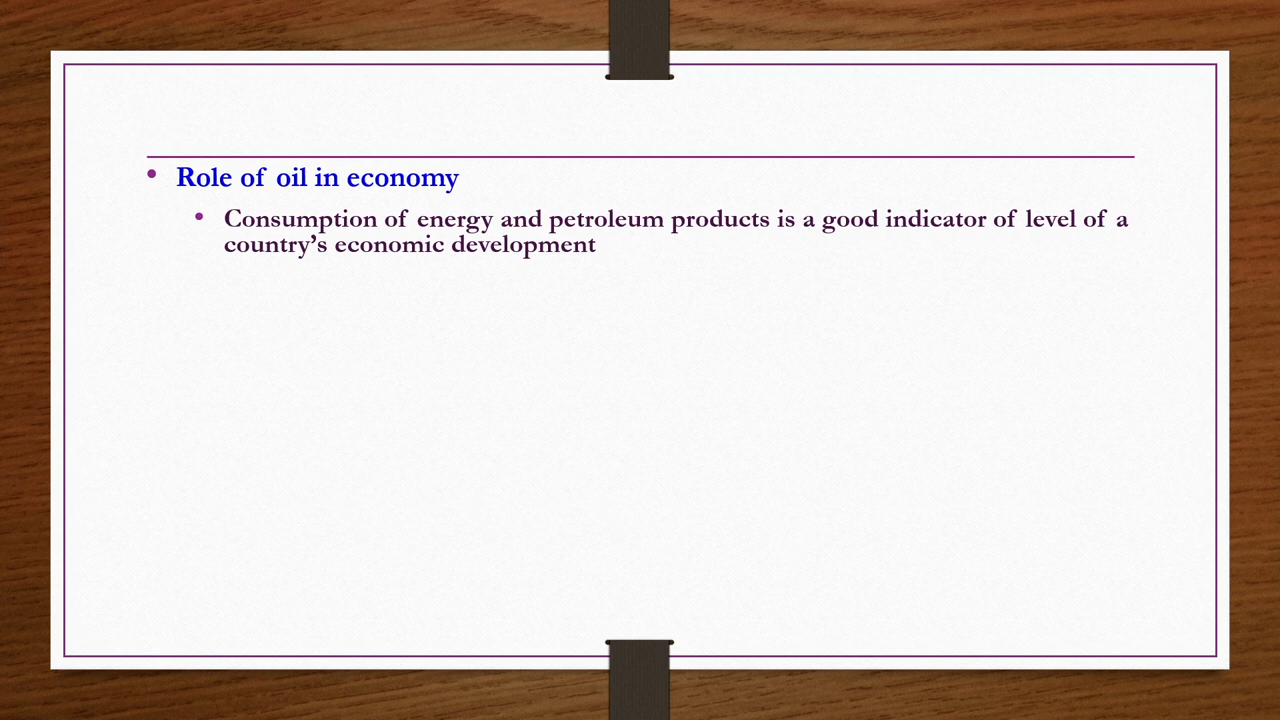 • Role of oil in economy
• Consumption of energy and petroleum products is a good indicator of level of a
country’s economic development